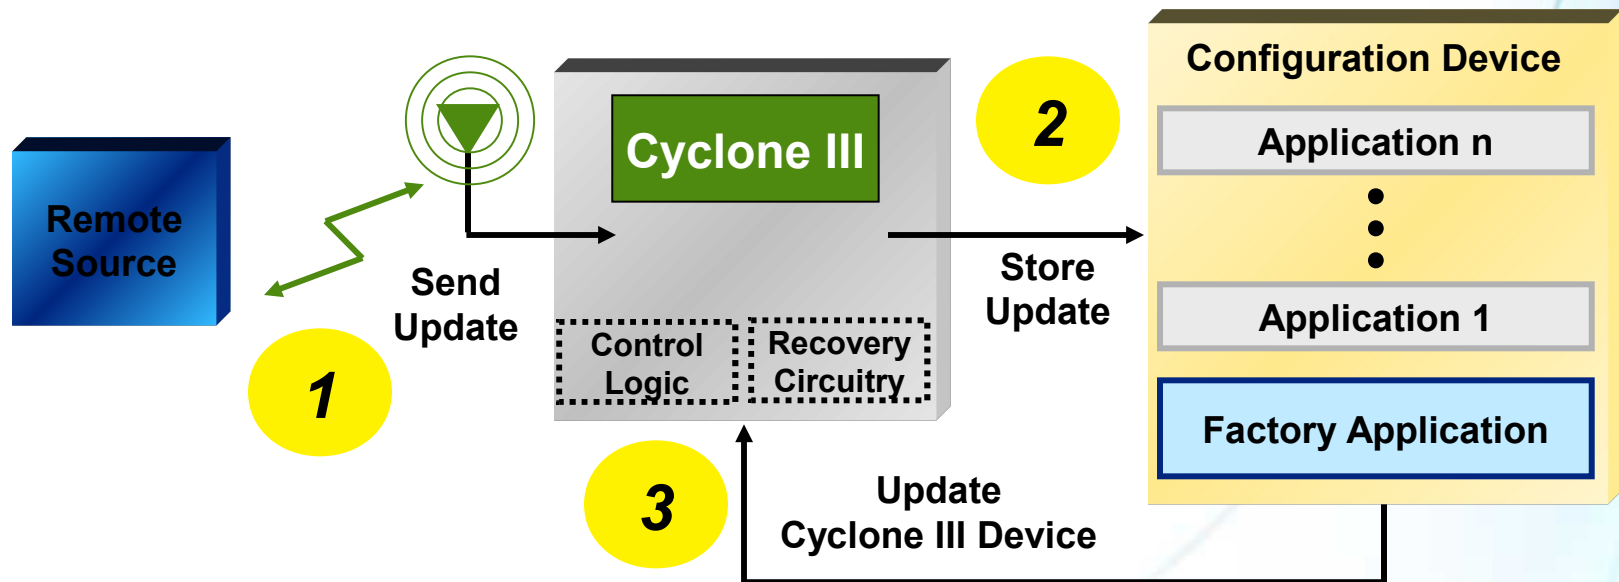 Remote
Source
1
Send
Update
Cyclone III
Control
Logic
Recovery
Circuitry
2
Store
Update
3
Update
Cyclone III Device
Configuration Device
Application n
Application 1
Factory Application